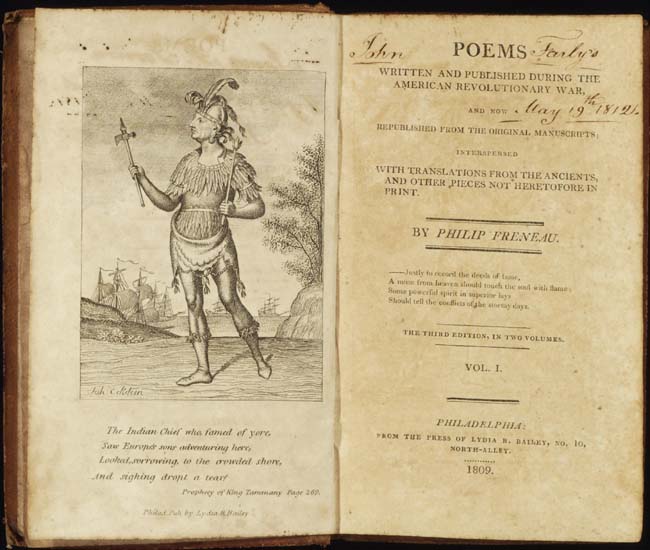 Joh Eckstein
The Indian Chief who, famed of yore,
Saw Europe's sons adventuring here,
Looked, sorrowing, to the crowded shore,
And sighing dropt a tear!
Prophecy of King Tammany Page 269.
Philad. Pub. by Lydia R. Bailey
John Farly's
POEMS
WRITTEN AND PUBLISHED DURING THE
AMERICAN REVOLUTIONARY WAR,
AND NOW
May 19th 1812.
REPUBLISHED FROM THE ORIGINAL MANUSCRIPTS;
INTERSPERSED
WITH TRANSLATIONS FROM THE ANCIENTS,
AND OTHER PIECES NOT HERETOFORE IN
PRINT.
BY PHILIP FRENEAU.
——Justly to record the deeds of fame,
A muse from heaven should touch the soul with flame;
Some powerful spirit in superior lays
Should tell the conflicts of the stormy days.
THE THIRD EDITION, IN TWO VOLUMES.
VOL. I.
PHILADELPHIA:
FROM THE PRESS OF LYDIA R. BAILEY, NO. 10,
NORTH-ALLEY.
1809.